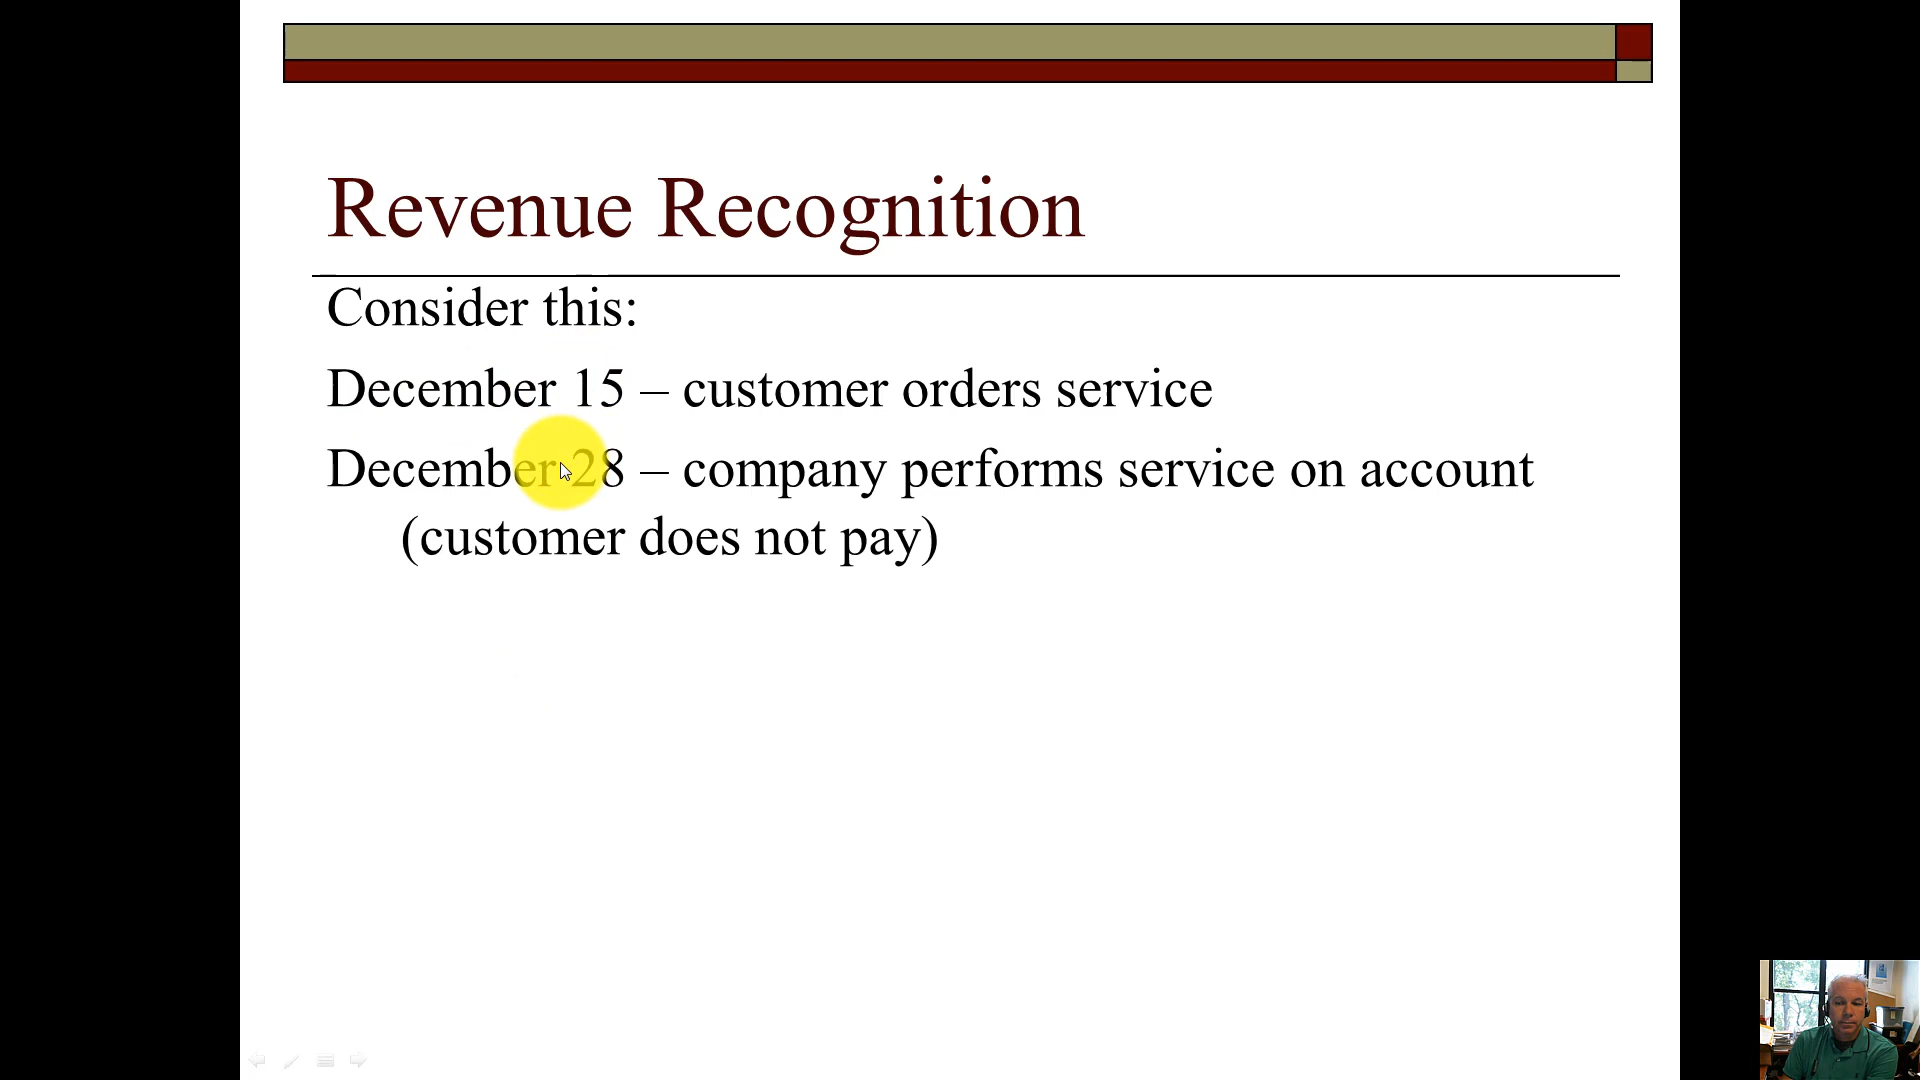 Revenue Recognition
Consider this:
December 15 – customer orders service
December 28 – company performs service on account
(customer does not pay)